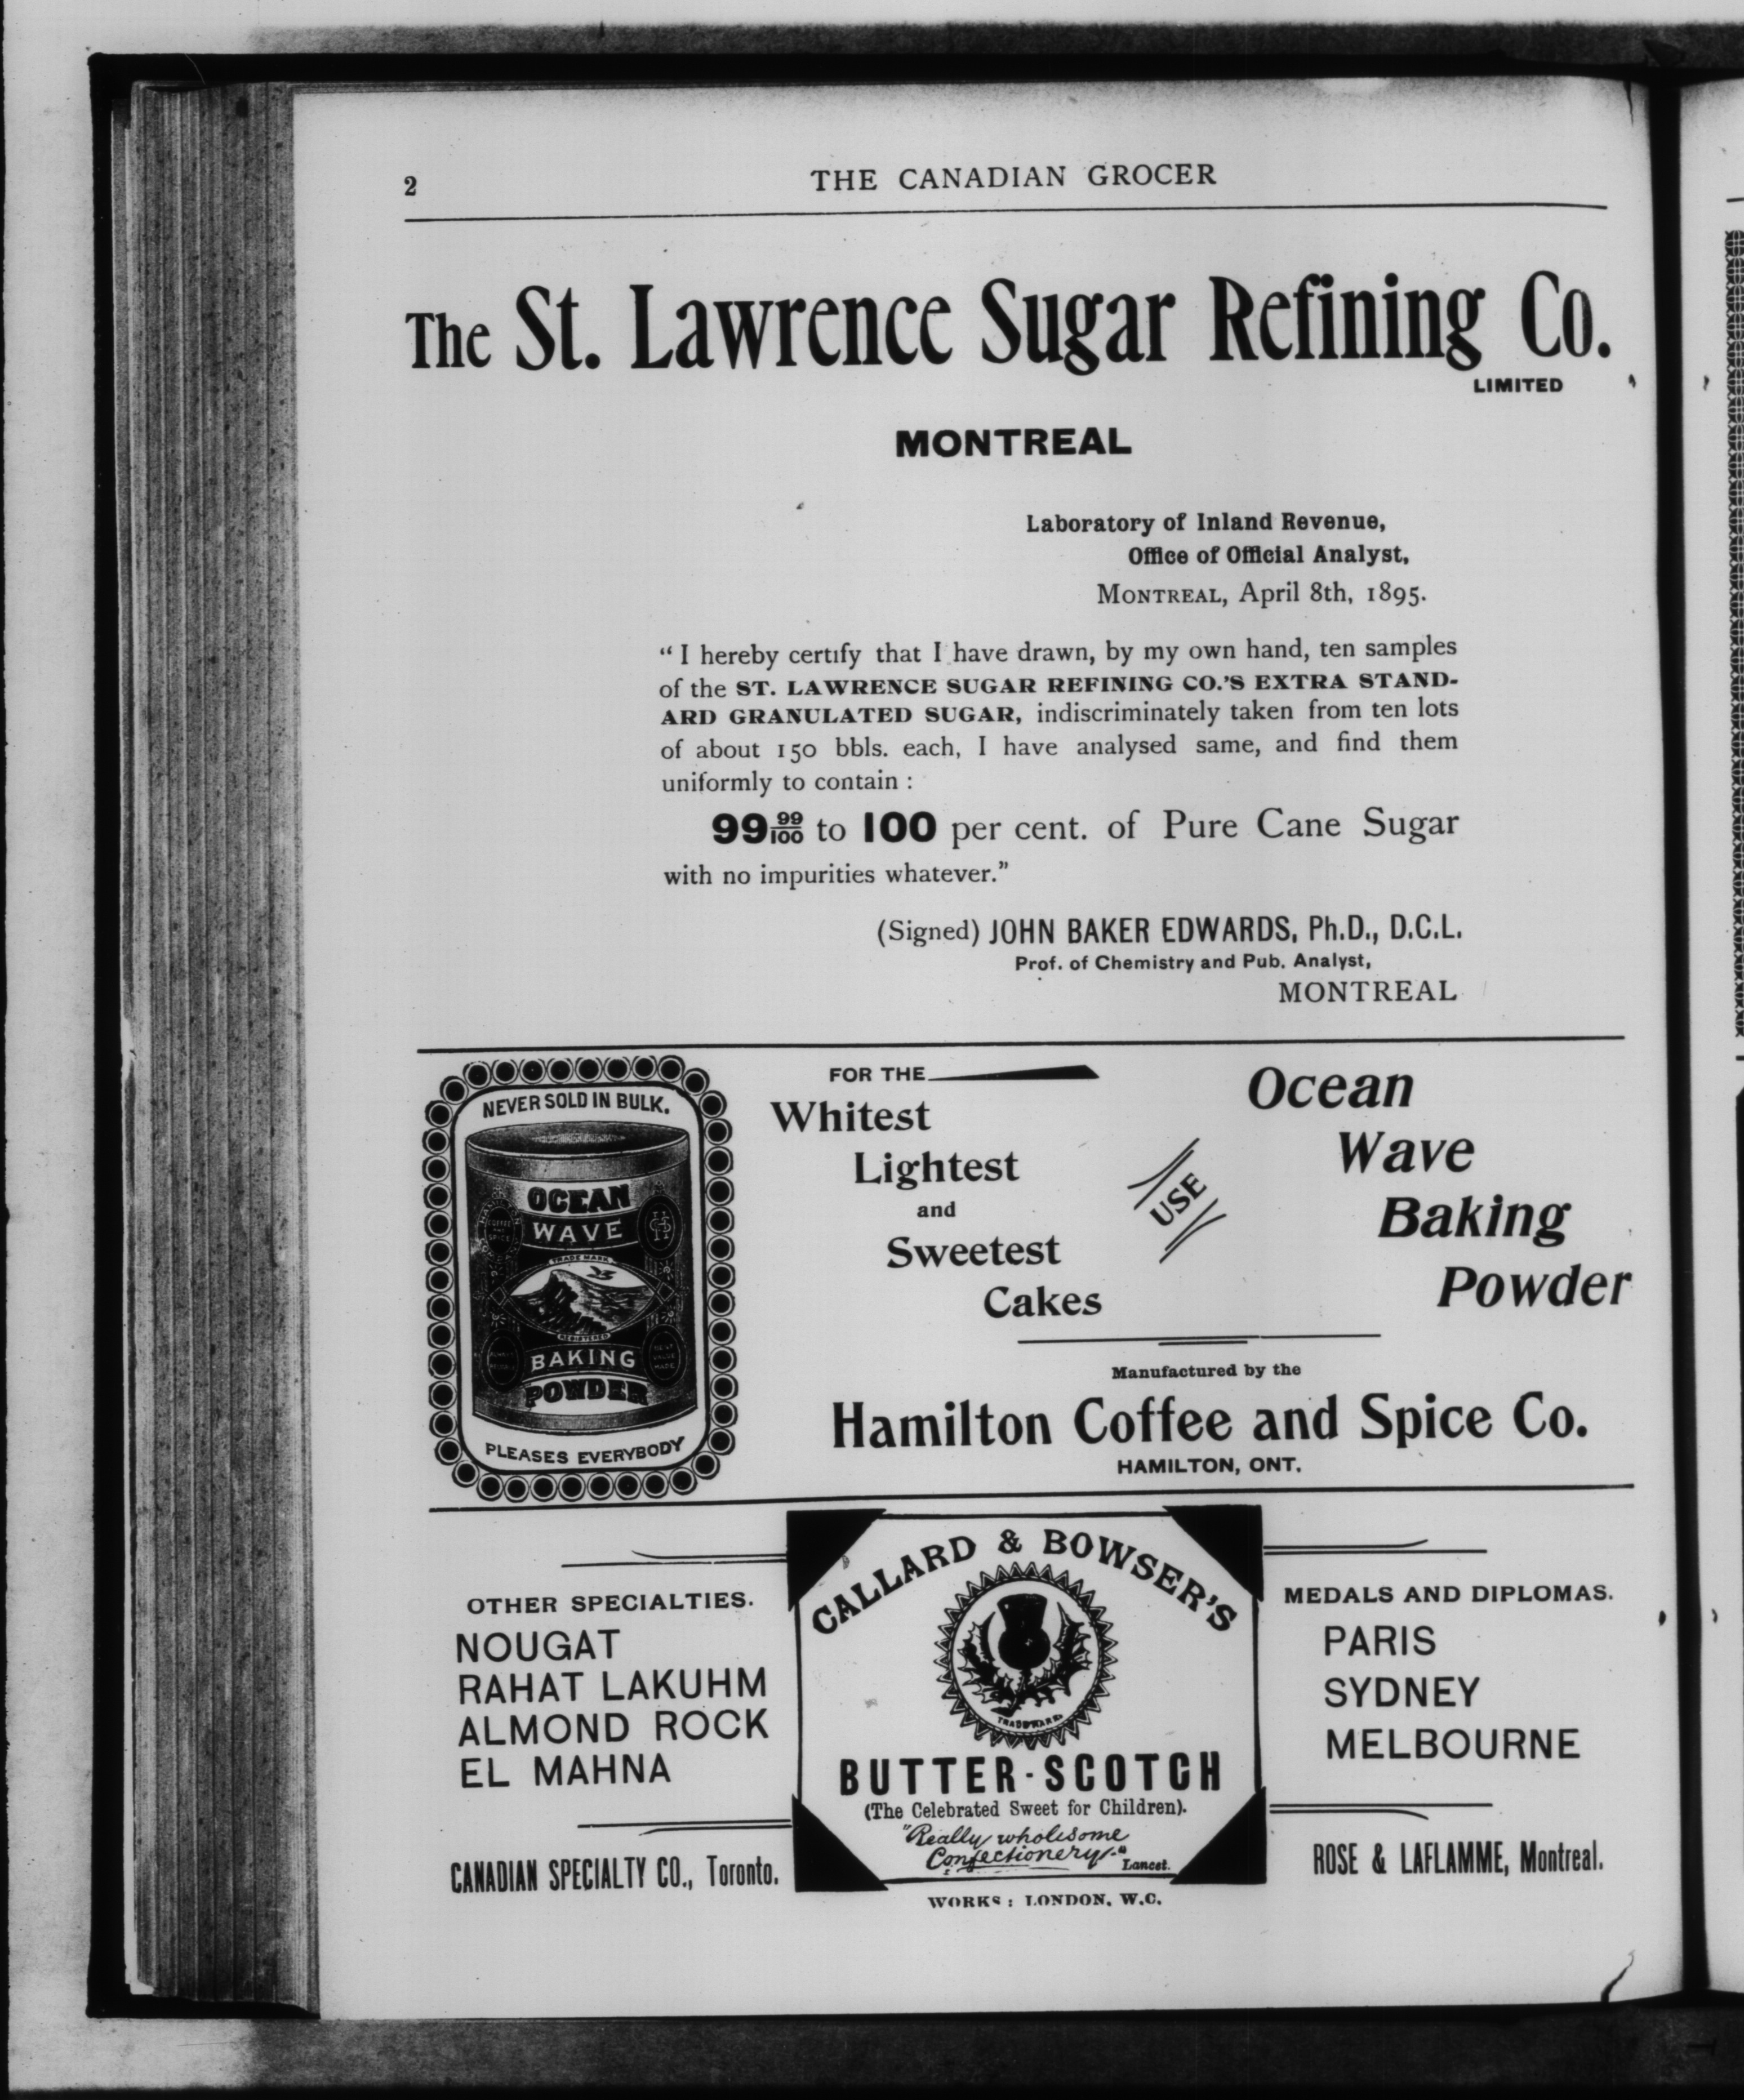 2
THE CANADIAN GROCER
The St. Lawrence Sugar Refining Co.
LIMITED
MONTREAL
Laboratory of Inland Revenue,
Office of Official Analyst,
MONTREAL, April 8th, 1895.
“ I hereby certify that I have drawn, by my own hand, ten samples
of the ST. LAWRENCE SUGAR REFINING CO.'S EXTRA STAND-
ARD GRANULATED SUGAR, indiscriminately taken from ten lots
of about 150 bbls. each, I have analysed same, and find them
uniformly to contain :
99 99/100 to 100 per cent. of Pure Cane Sugar
with no impurities whatever.”
(Signed) JOHN BAKER EDWARDS, Ph.D., D.C.L.
Prof. of Chemistry and Pub. Analyst,
MONTREAL
NEVER SOLD IN BULK.
OCEAN
WAVE
TRADE MARK
REGISTERED
BAKING
POWDER
PLEASES EVERYBODY
FOR THE
Whitest
Lightest
and
Sweetest
Cakes
USE
Ocean
Wave
Baking
Powder
Manufactured by the
Hamilton Coffee and Spice Co.
HAMILTON, ONT.
OTHER SPECIALTIES.
NOUGAT
RAHAT LAKUHM
ALMOND ROCK
EL MAHNA
CANADIAN SPECIALTY CO., Toronto.
CALLARD & BOWSER'S
TRADE MARK
BUTTER-SCOTCH
(The Celebrated Sweet for Children).
"Really wholesome
Confectionery."
Lancet.
WORKS : LONDON, W.C.
MEDALS AND DIPLOMAS.
PARIS
SYDNEY
MELBOURNE
ROSE & LAFLAMME, Montreal.